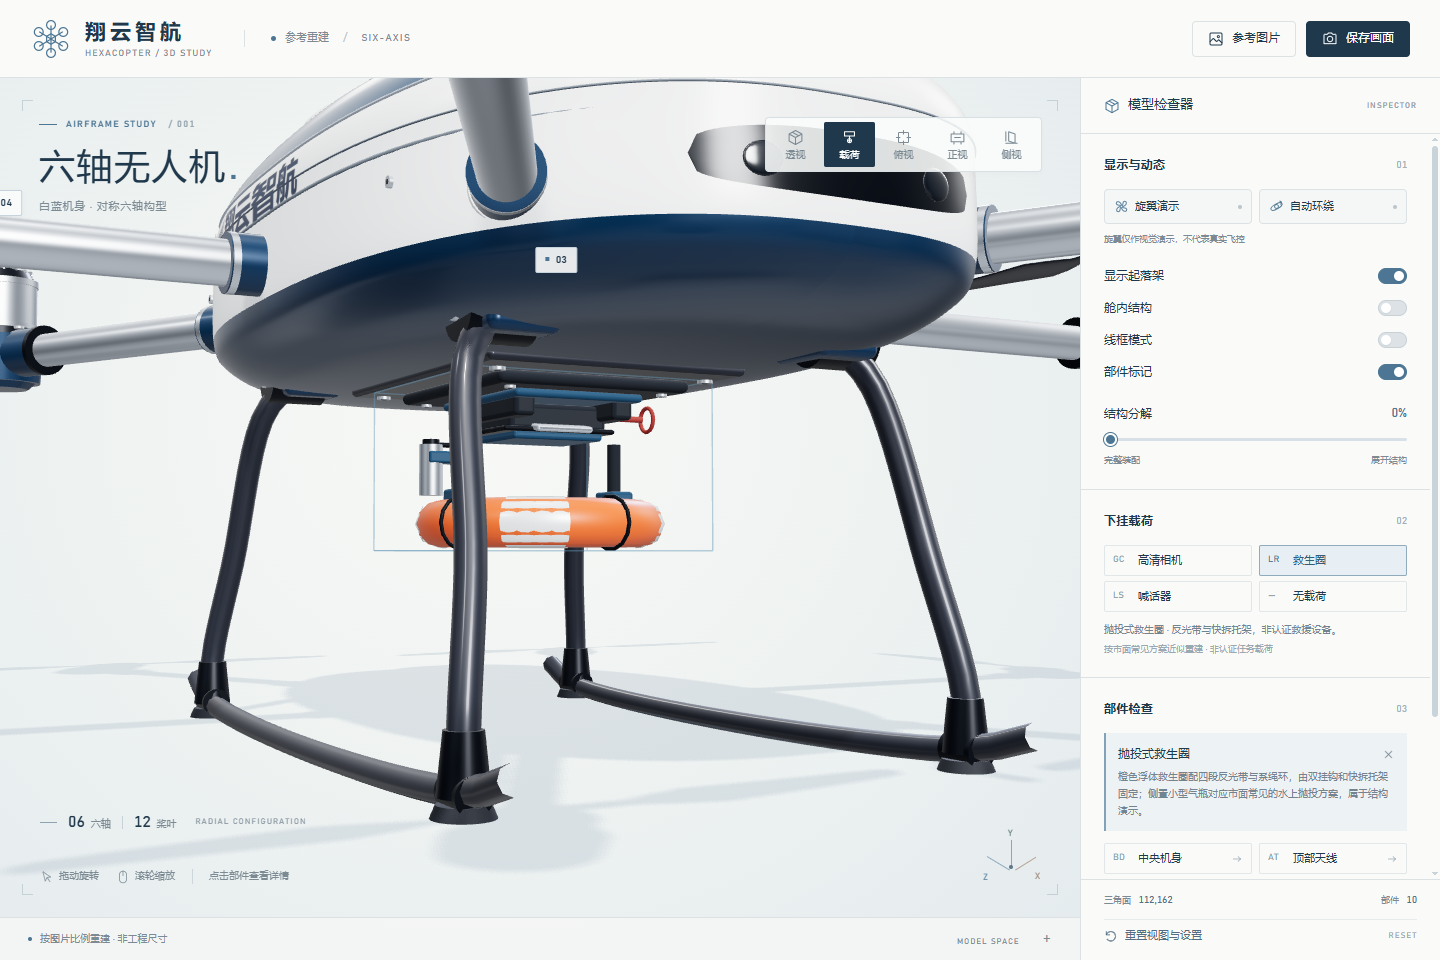 翔云智航
HEXACOPTER / 3D STUDY
参考重建 / SIX-AXIS
参考图片
保存画面
AIRFRAME STUDY / 001
六轴无人机.
白蓝机身 · 对称六轴构型
透视
载荷
俯视
正视
侧视
翔云智航
04
03
06 六轴
12 桨叶
RADIAL CONFIGURATION
拖动旋转
滚轮缩放
点击部件查看详情
Y
Z
X
按图片比例重建 · 非工程尺寸
MODEL SPACE +
模型检查器
INSPECTOR
显示与动态
01
旋翼演示
自动环绕
旋翼仅作视觉演示，不代表真实飞控
显示起落架
舱内结构
线框模式
部件标记
结构分解
0%
完整装配
展开结构
下挂载荷
02
GC 高清相机
LR 救生圈
LS 喊话器
— 无载荷
抛投式救生圈 · 反光带与快拆托架，非认证救援设备。
按市面常见方案近似重建 · 非认证任务载荷
部件检查
03
抛投式救生圈
橙色浮体救生圈配四段反光带与系绳环，由双挂钩和快拆托架
固定；侧置小型气瓶对应市面常见的水上抛投方案，属于结构
演示。
BD 中央机身
AT 顶部天线
三角面 112,162
部件 10
重置视图与设置
RESET